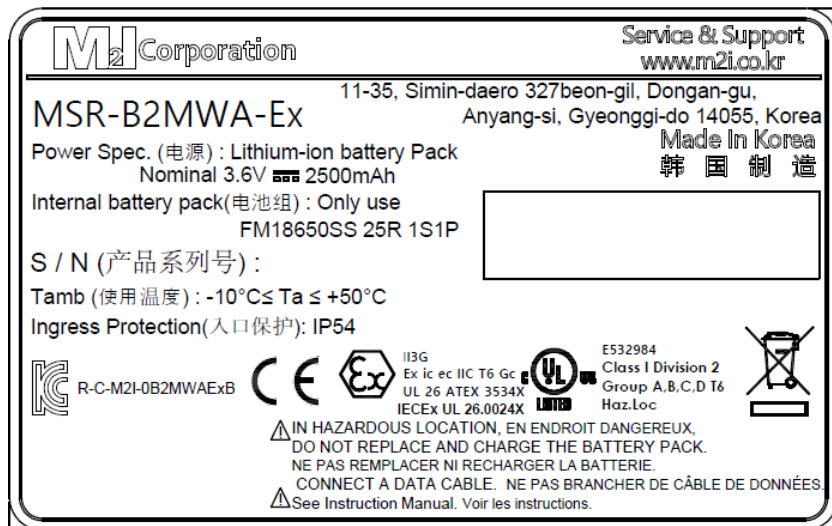 M2I Corporation
Service & Support
www.m2i.co.kr
11-35, Simin-daero 327beon-gil, Dongan-gu,
MSR-B2MWA-Ex
Anyang-si, Gyeonggi-do 14055, Korea
Made In Korea
韩国制造
Power Spec. (电源) : Lithium-ion battery Pack
Nominal 3.6V 2500mAh
Internal battery pack(电池组) : Only use
FM18650SS 25R 1S1P
S / N (产品系列号) :
Tamb (使用温度) : -10°C≤ Ta ≤ +50°C
Ingress Protection(入口保护): IP54
R-C-M2I-0B2MWAExB
CE
Ex
II3G
Ex ic ec IIC T6 Gc
UL 26 ATEX 3534X
IECEx UL 26.0024X
c UL us
LISTED
E532984
Class I Division 2
Group A,B,C,D T6
Haz.Loc
IN HAZARDOUS LOCATION, EN ENDROIT DANGEREUX,
DO NOT REPLACE AND CHARGE THE BATTERY PACK.
NE PAS REMPLACER NI RECHARGER LA BATTERIE.
CONNECT A DATA CABLE. NE PAS BRANCHER DE CÂBLE DE DONNÉES.
See Instruction Manual. Voir les instructions.